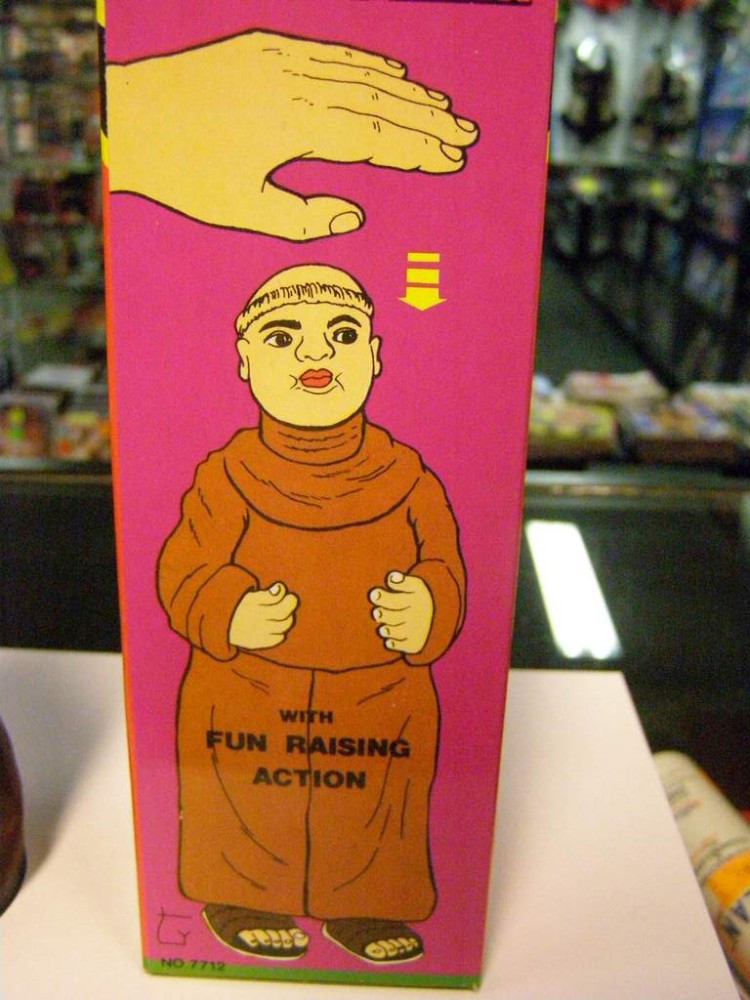 WITH
FUN RAISING
ACTION
NO.7712